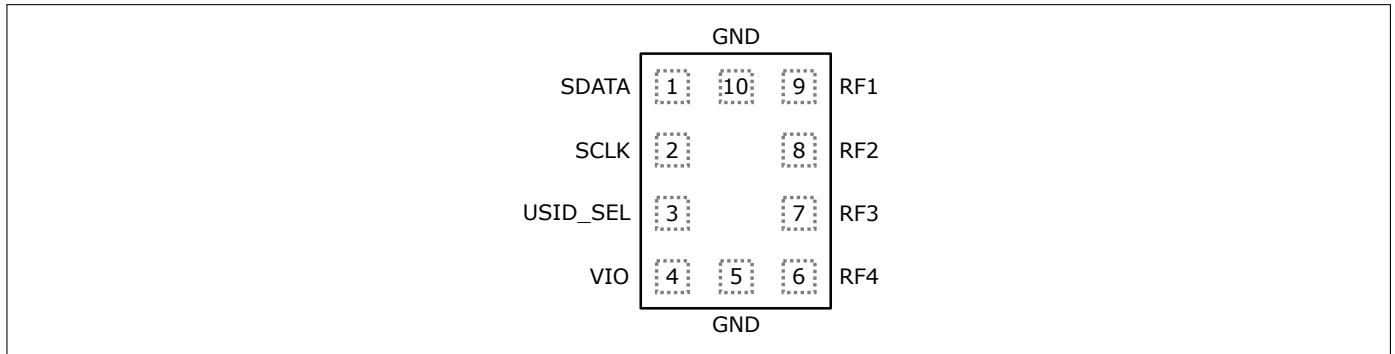 GND
SDATA 1 10 9 RF1
SCLK 2 8 RF2
USID_SEL 3 7 RF3
VIO 4 5 6 RF4
GND